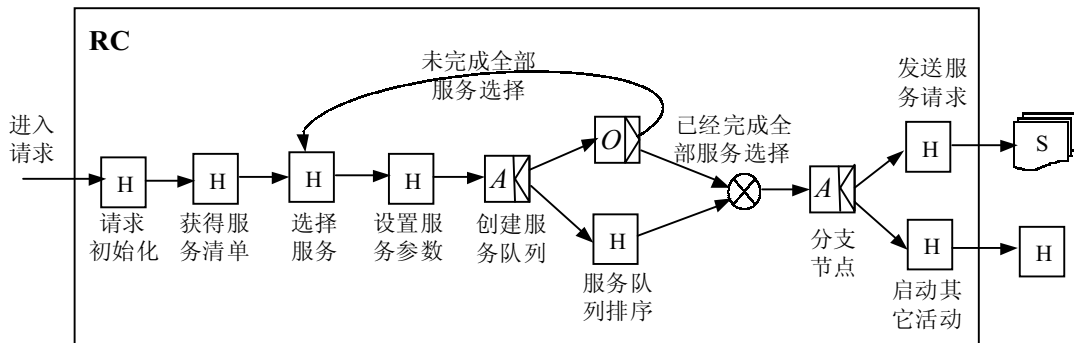 RC
未完成全部
服务选择
发送服
务请求
进入
请求
已经完成全
部服务选择
O
H
S
H
H
H
H
A
A
请求
初始化
获得服
务清单
选择
服务
设置服
务参数
创建服
务队列
H
分支
节点
H
H
服务队
列排序
启动其
它活动